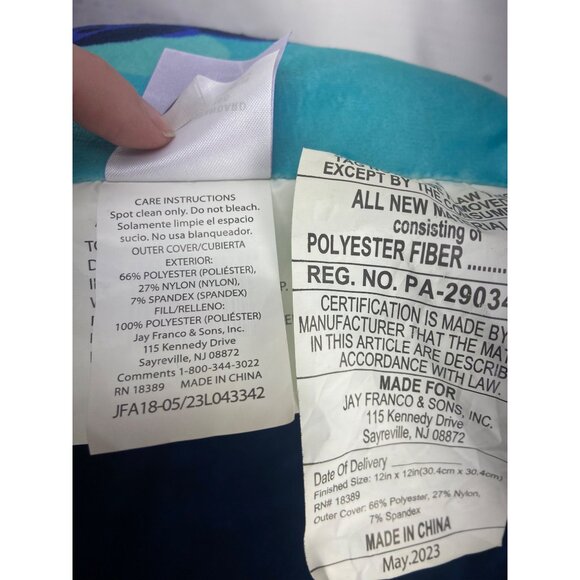 CARE INSTRUCTIONS
Spot clean only. Do not bleach.
Solamente limpie el espacio
sucio. No usa blanqueador.
OUTER COVER/CUBIERTA
EXTERIOR:
66% POLYESTER (POLIÉSTER),
27% NYLON (NYLON),
7% SPANDEX (SPANDEX)
FILL/RELLENO:
100% POLYESTER (POLIÉSTER)
Jay Franco & Sons, Inc.
115 Kennedy Drive
Sayreville, NJ 08872
Comments 1-800-344-3022
RN 18389 MADE IN CHINA
JFA18-05/23L043342
EXCEPT BY THE
ALL NEW
consisting of
POLYESTER FIBER ..........
REG. NO. PA-29034
CERTIFICATION IS MADE BY
MANUFACTURER THAT THE
IN THIS ARTICLE ARE
ACCORDANCE WITH LAW.
MADE FOR
JAY FRANCO & SONS, INC.
115 Kennedy Drive
Sayreville, NJ 08872
Date Of Delivery
Finished Size: 12in x 12in(30.4cm x 30.4cm)
RN# 18389
Outer Cover: 66% Polyester, 27% Nylon,
7% Spandex
MADE IN CHINA
May.2023